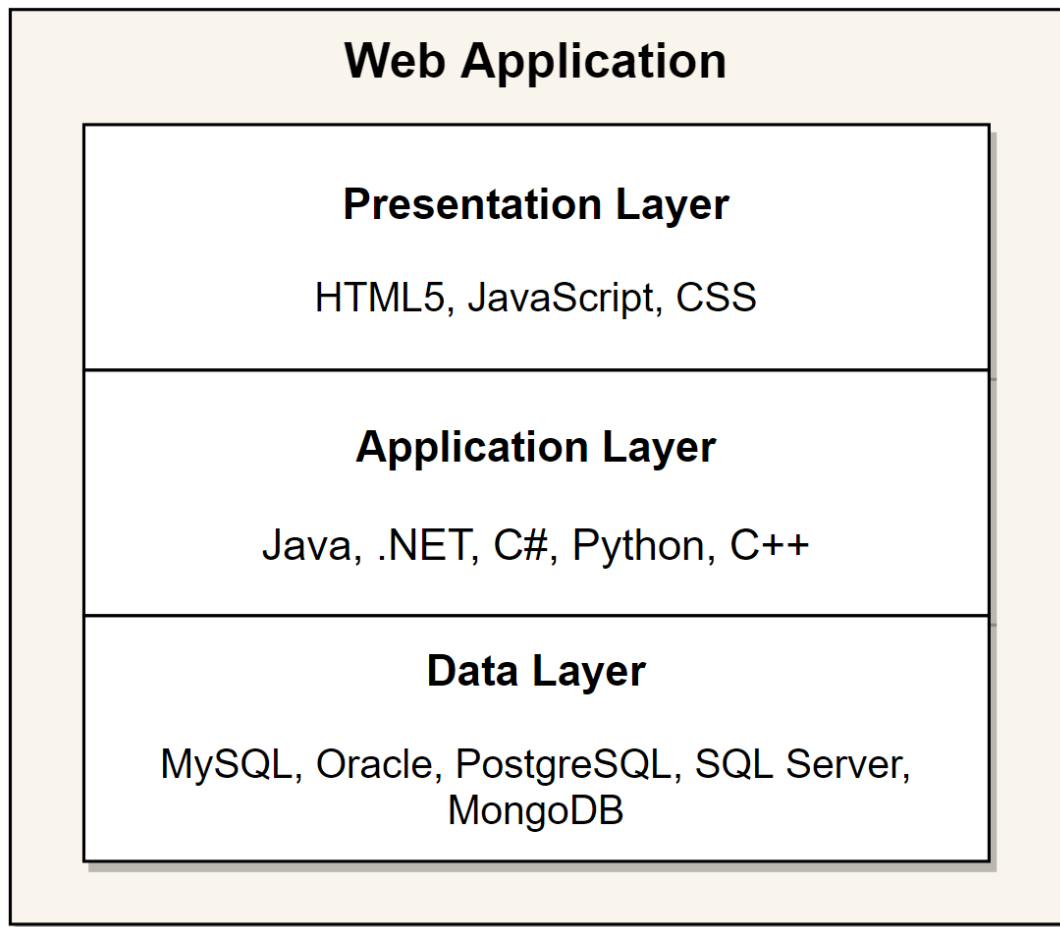 Web Application
Presentation Layer
HTML5, JavaScript, CSS
Application Layer
Java, .NET, C#, Python, C++
Data Layer
MySQL, Oracle, PostgreSQL, SQL Server,
MongoDB